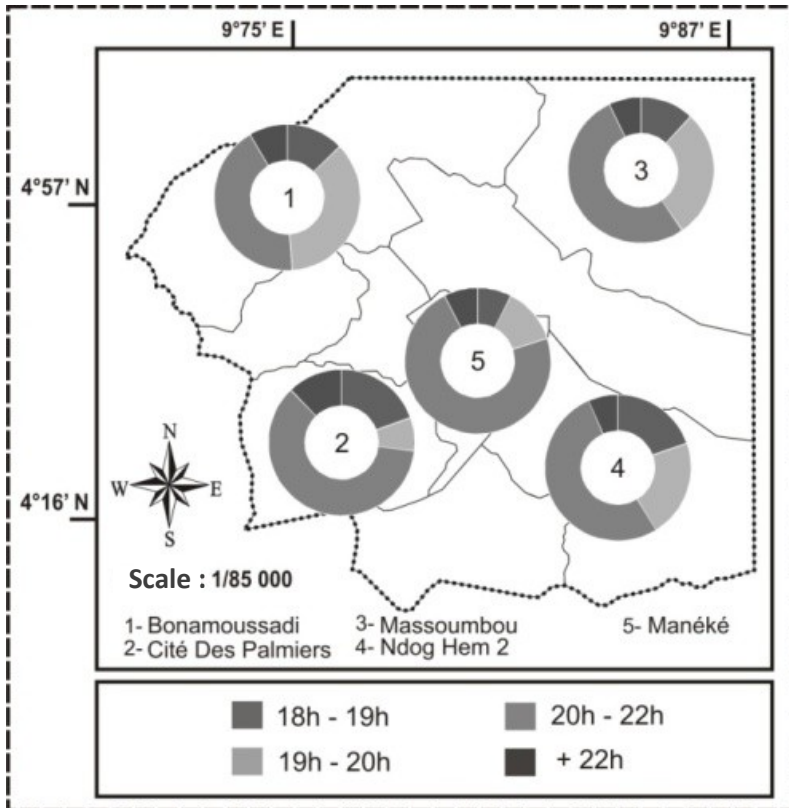 9°75' E 9°87' E
4°57' N
1
3
5
2
4
N
W E
S
4°16' N
Scale : 1/85 000
1- Bonamoussadi 3- Massoumbou 5- Manéké
2- Cité Des Palmiers 4- Ndog Hem 2
18h - 19h 20h - 22h
19h - 20h + 22h